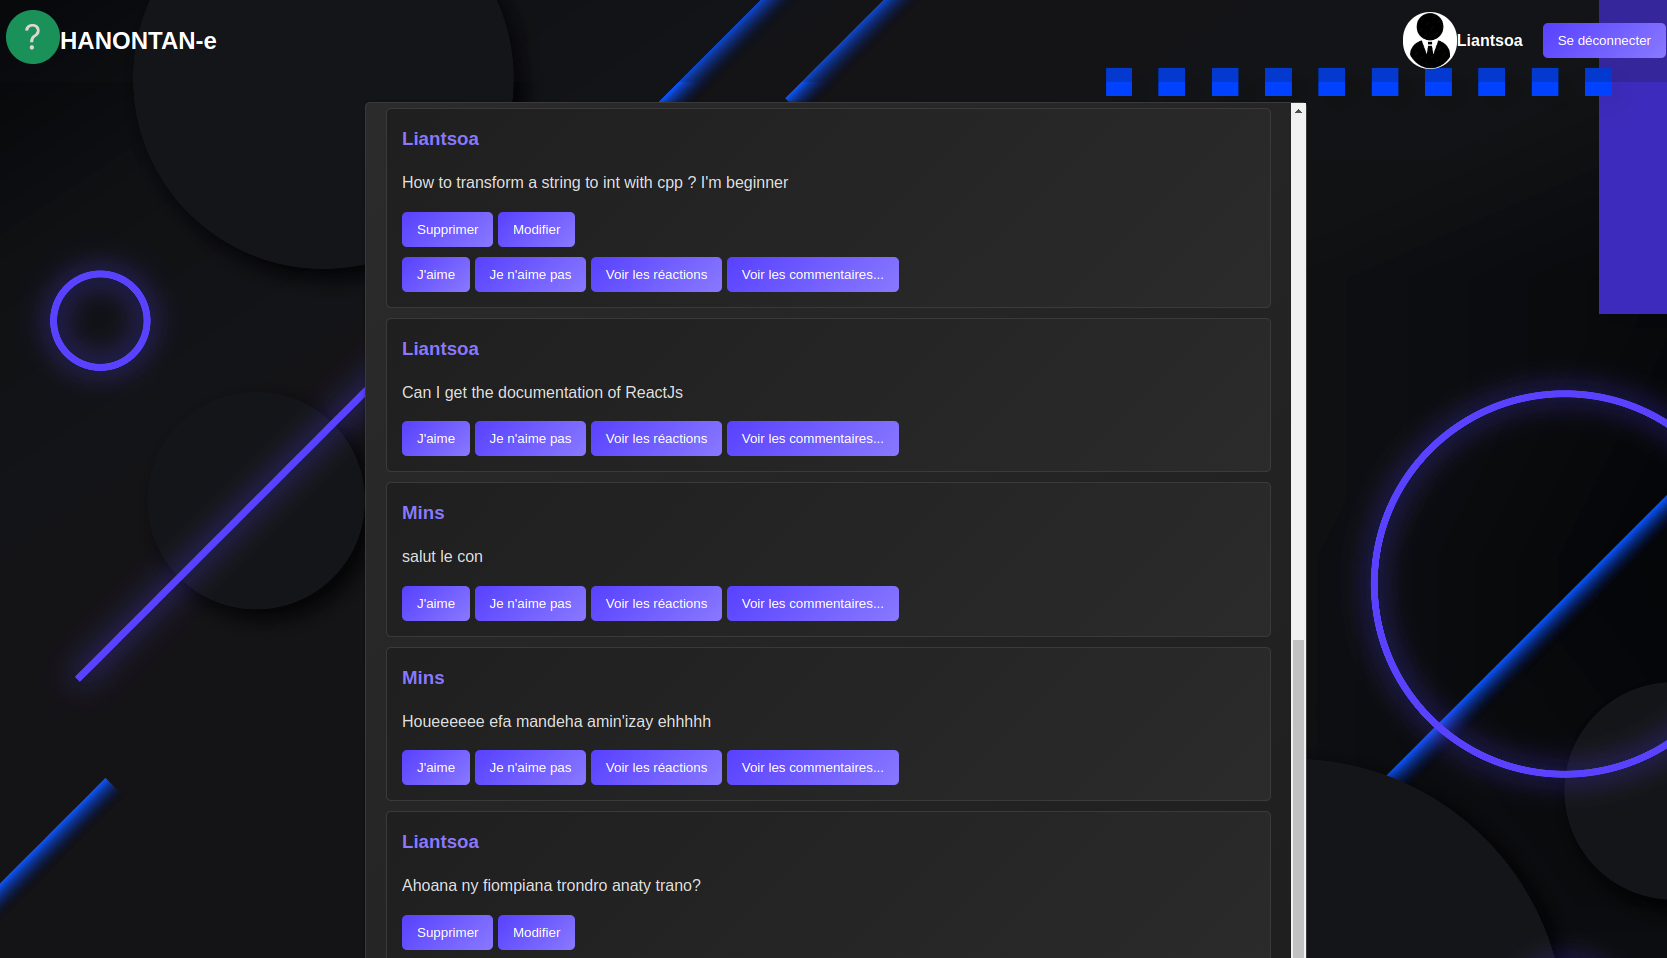 ?
HANONTAN-e
Liantsoa
Se déconnecter
Liantsoa
How to transform a string to int with cpp ? I'm beginner
Supprimer Modifier
J'aime Je n'aime pas Voir les réactions Voir les commentaires...
Liantsoa
Can I get the documentation of ReactJs
J'aime Je n'aime pas Voir les réactions Voir les commentaires...
Mins
salut le con
J'aime Je n'aime pas Voir les réactions Voir les commentaires...
Mins
Houeeeeee efa mandeha amin'izay ehhhhh
J'aime Je n'aime pas Voir les réactions Voir les commentaires...
Liantsoa
Ahoana ny fiompiana trondro anaty trano?
Supprimer Modifier